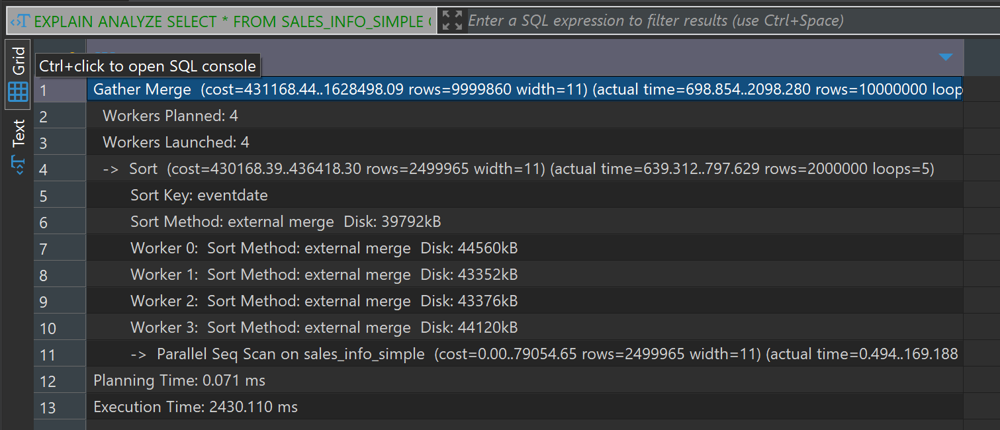 EXPLAIN ANALYZE SELECT * FROM SALES_INFO_SIMPLE
Enter a SQL expression to filter results (use Ctrl+Space)
Grid
Text
Ctrl+click to open SQL console
1 Gather Merge (cost=431168.44..1628498.09 rows=9999860 width=11) (actual time=698.854..2098.280 rows=10000000 loop
2 Workers Planned: 4
3 Workers Launched: 4
4 -> Sort (cost=430168.39..436418.30 rows=2499965 width=11) (actual time=639.312..797.629 rows=2000000 loops=5)
5 Sort Key: eventdate
6 Sort Method: external merge Disk: 39792kB
7 Worker 0: Sort Method: external merge Disk: 44560kB
8 Worker 1: Sort Method: external merge Disk: 43352kB
9 Worker 2: Sort Method: external merge Disk: 43376kB
10 Worker 3: Sort Method: external merge Disk: 44120kB
11 -> Parallel Seq Scan on sales_info_simple (cost=0.00..79054.65 rows=2499965 width=11) (actual time=0.494..169.188
12 Planning Time: 0.071 ms
13 Execution Time: 2430.110 ms